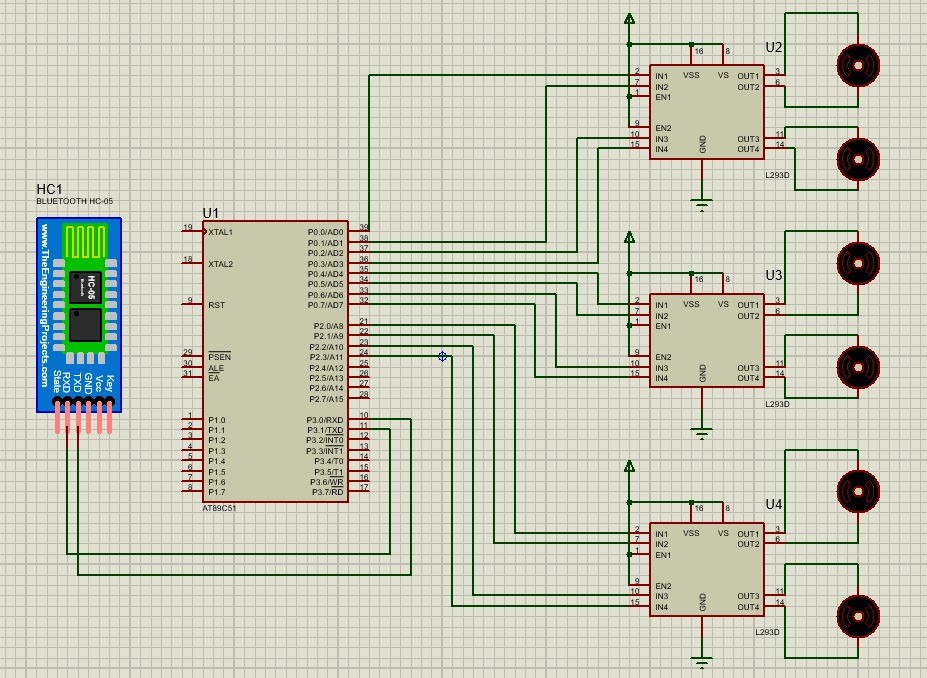 HC1
BLUETOOTH HC-05
www.TheEngineeringProjects.com
HC-05
Bluetooth
State
RXD
TXD
GND
Vcc
Key
U1
19 XTAL1
18 XTAL2
9 RST
29 PSEN
30 ALE
31 EA
1 P1.0
2 P1.1
3 P1.2
4 P1.3
5 P1.4
6 P1.5
7 P1.6
8 P1.7
P0.0/AD0 39
P0.1/AD1 38
P0.2/AD2 37
P0.3/AD3 36
P0.4/AD4 35
P0.5/AD5 34
P0.6/AD6 33
P0.7/AD7 32
P2.0/A8 21
P2.1/A9 22
P2.2/A10 23
P2.3/A11 24
P2.4/A12 25
P2.5/A13 26
P2.6/A14 27
P2.7/A15 28
P3.0/RXD 10
P3.1/TXD 11
P3.2/INT0 12
P3.3/INT1 13
P3.4/T0 14
P3.5/T1 15
P3.6/WR 16
P3.7/RD 17
AT89C51
U2
16 8
2 IN1 VSS VS OUT1 3
7 IN2 OUT2 6
1 EN1
9 EN2
10 IN3 OUT3 11
15 IN4 GND OUT4 14
L293D
U3
16 8
2 IN1 VSS VS OUT1 3
7 IN2 OUT2 6
1 EN1
9 EN2
10 IN3 OUT3 11
15 IN4 GND OUT4 14
L293D
U4
16 8
2 IN1 VSS VS OUT1 3
7 IN2 OUT2 6
1 EN1
9 EN2
10 IN3 OUT3 11
15 IN4 GND OUT4 14
L293D